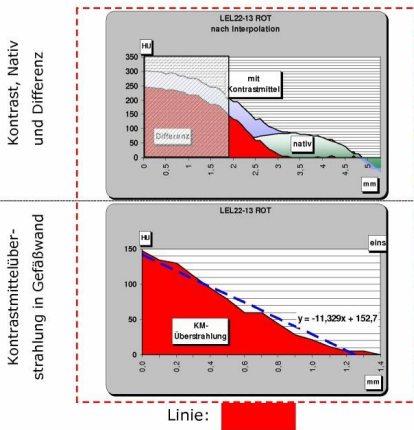 Kontrast, Nativ
und Differenz
LEL22-13 ROT
nach Interpolation
HU
350
300
250
200
150
100
50
0
mit
Kontrastmittel
Differenz
nativ
0
0.5
1
1.5
2
2.5
3
3.5
4
4.5
5
mm
Kontrastmittelüber-
strahlung in Gefäßwand
LEL22-13 ROT
HU
eins
150
100
50
0
KM-
Überstrahlung
y = -11,329x + 152,7
0.0
0.2
0.4
0.6
0.8
1.0
1.2
1.4
mm
Linie: